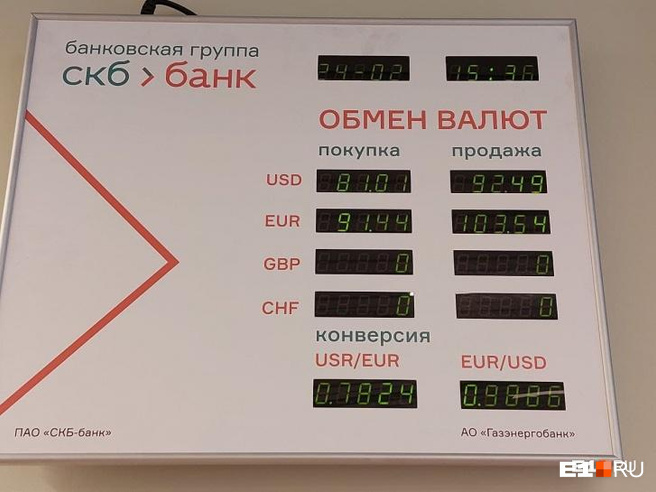 банковская группа
скб > банк
24-02 15:36
ОБМЕН ВАЛЮТ
покупка продажа
USD 81.01 92.49
EUR 91.44 103.54
GBP 0 0
CHF 0 0
конверсия
USR/EUR EUR/USD
0.7824
ПАО «СКБ-банк» АО «Газэнергобанк»
E1.RU